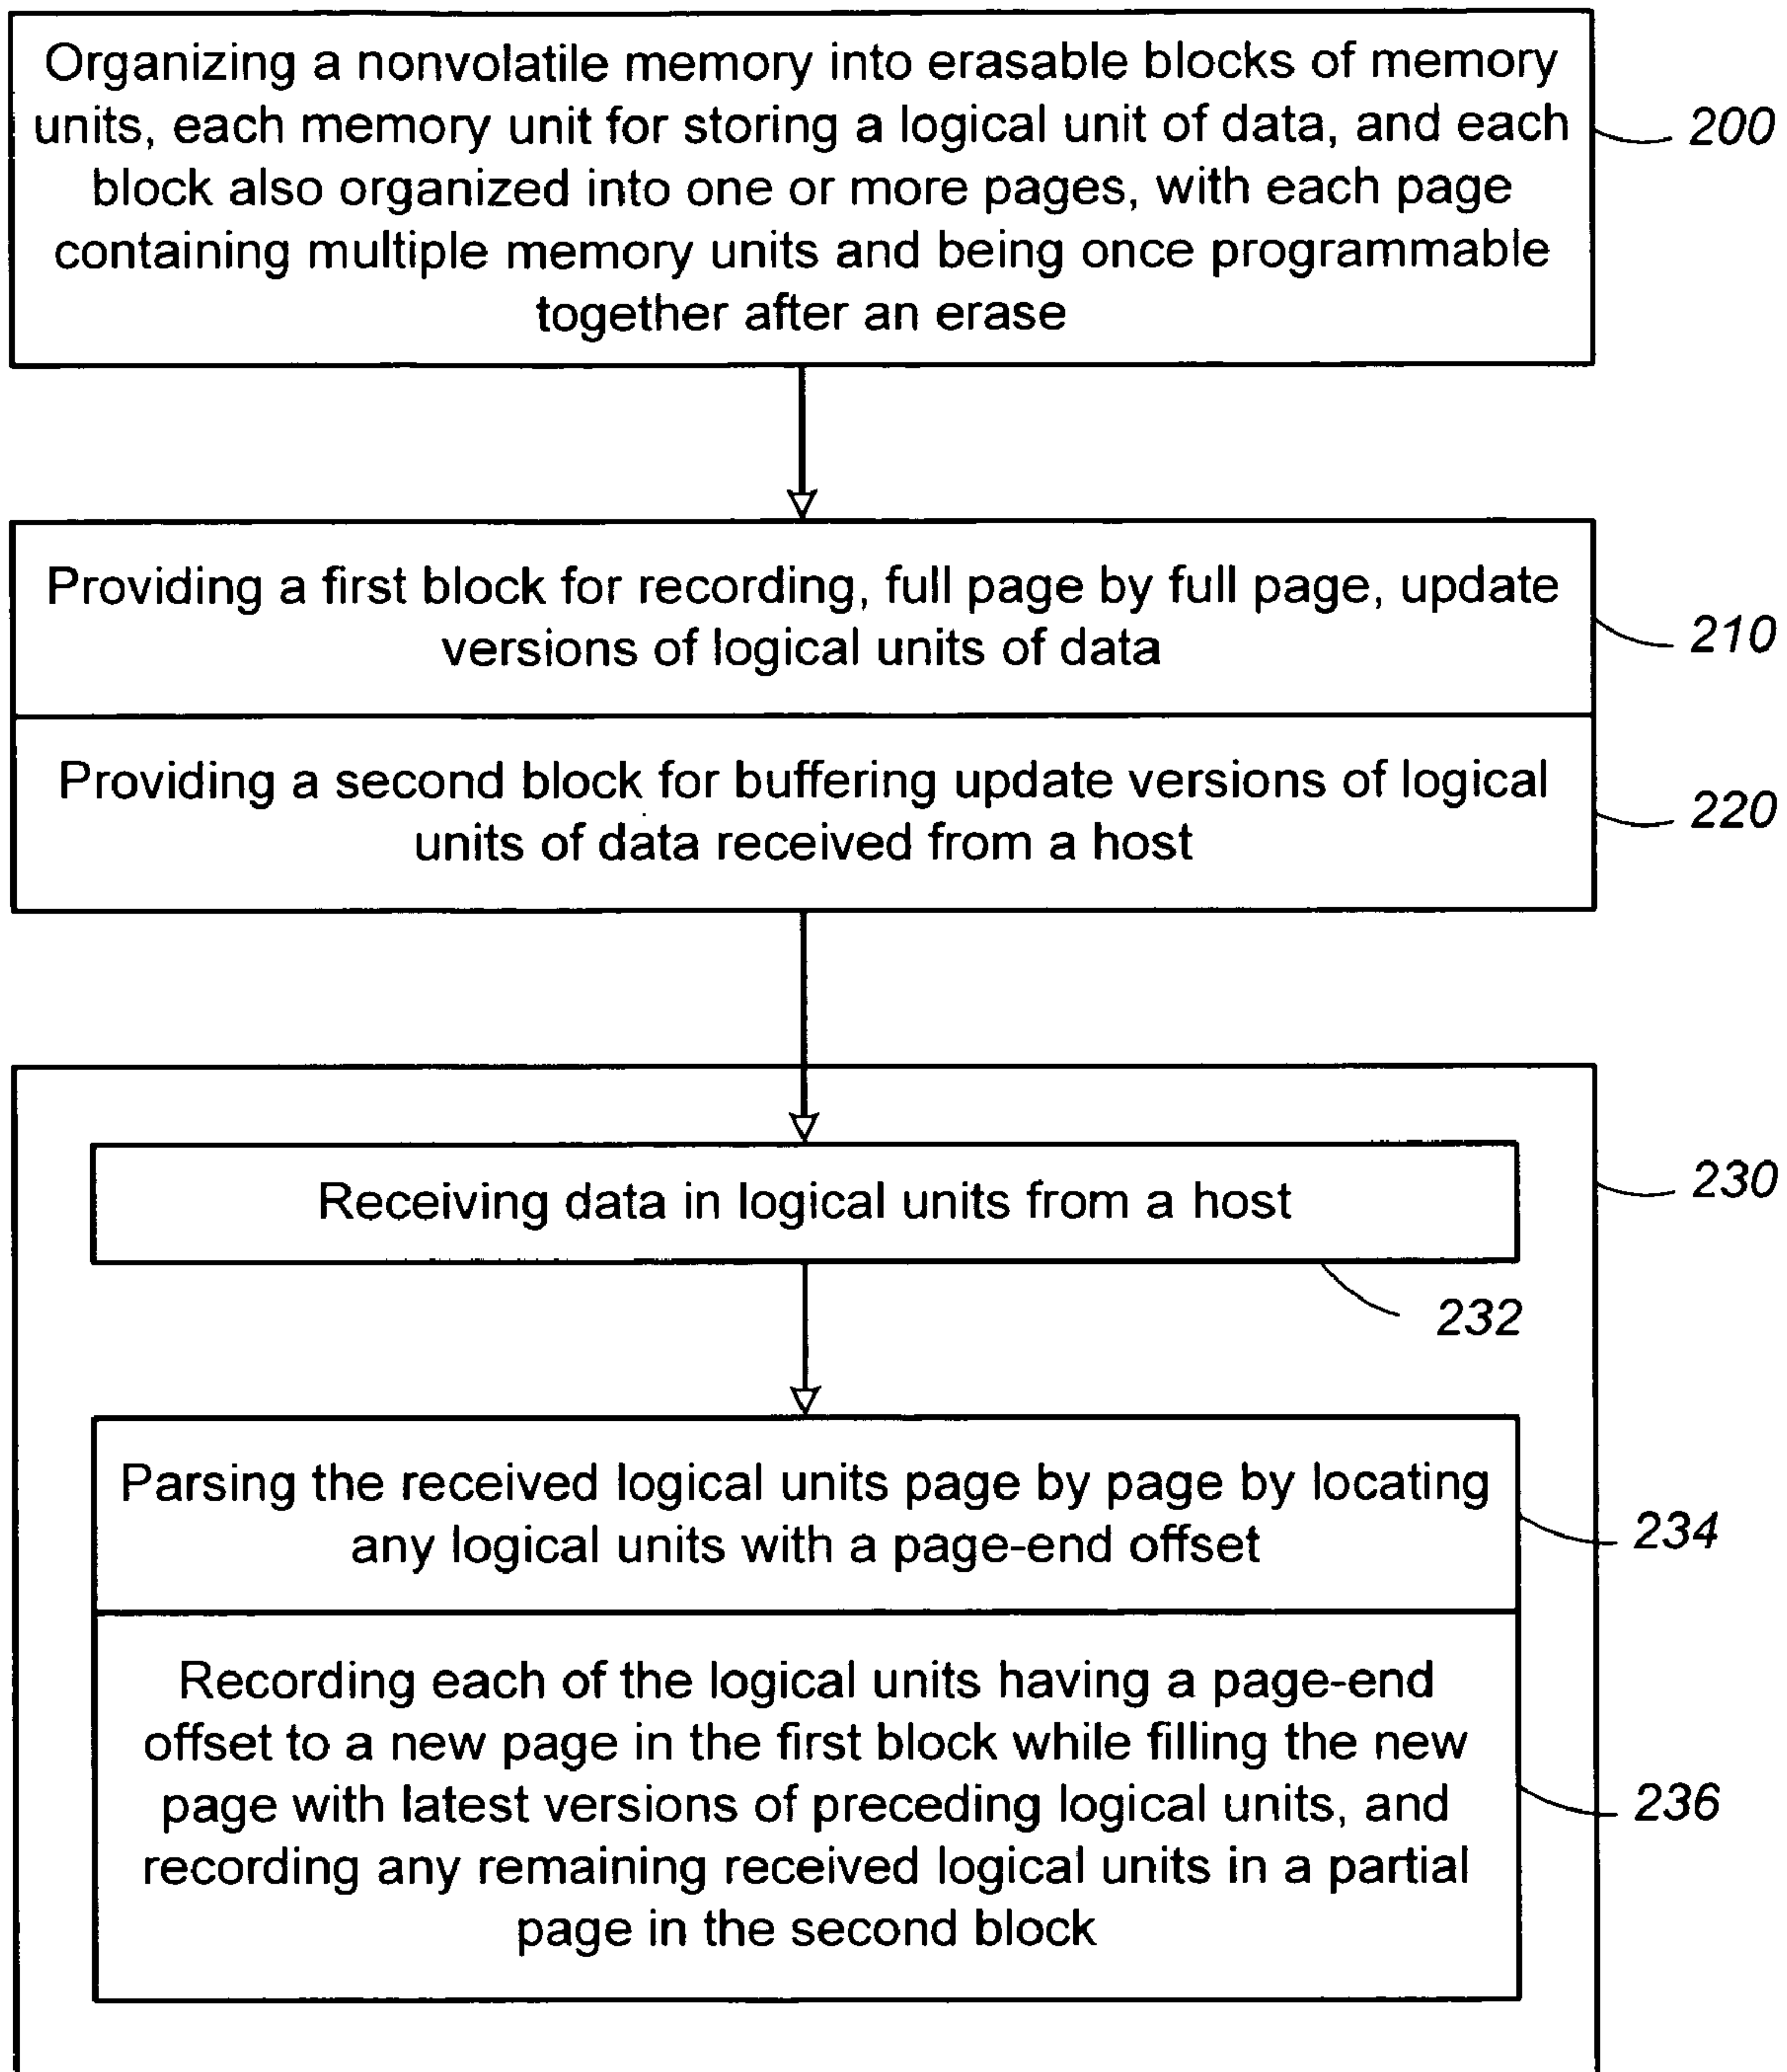 Organizing a nonvolatile memory into erasable blocks of memory
units, each memory unit for storing a logical unit of data, and each
block also organized into one or more pages, with each page
containing multiple memory units and being once programmable
together after an erase
200
Providing a first block for recording, full page by full page, update
versions of logical units of data
210
Providing a second block for buffering update versions of logical
units of data received from a host
220
230
Receiving data in logical units from a host
232
Parsing the received logical units page by page by locating
any logical units with a page-end offset
234
Recording each of the logical units having a page-end
offset to a new page in the first block while filling the new
page with latest versions of preceding logical units, and
recording any remaining received logical units in a partial
page in the second block
236